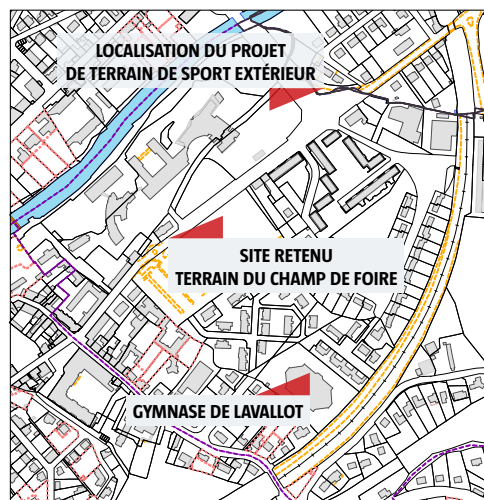 LOCALISATION DU PROJET
DE TERRAIN DE SPORT EXTÉRIEUR
SITE RETENU
TERRAIN DU CHAMP DE FOIRE
GYMNASE DE LAVALLOT